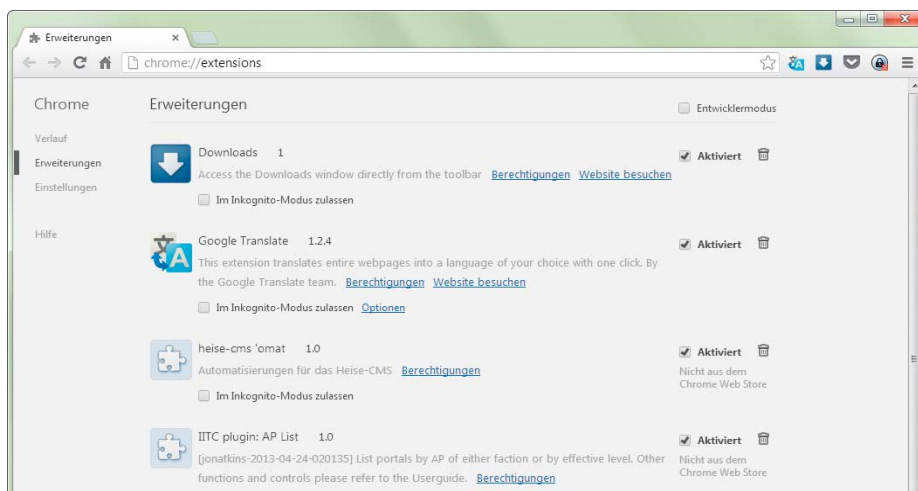 Erweiterungen
chrome://extensions
Chrome
Verlauf
Erweiterungen
Einstellungen
Hilfe
Erweiterungen
Entwicklermodus
Downloads 1
Aktiviert
Access the Downloads window directly from the toolbar Berechtigungen Website besuchen
Im Inkognito-Modus zulassen
Google Translate 1.2.4
Aktiviert
This extension translates entire webpages into a language of your choice with one click. By
the Google Translate team. Berechtigungen Website besuchen
Im Inkognito-Modus zulassen Optionen
heise-cms 'omat 1.0
Aktiviert
Automatisierungen für das Heise-CMS Berechtigungen
Nicht aus dem
Chrome Web Store
Im Inkognito-Modus zulassen
IITC plugin: AP List 1.0
Aktiviert
[jonatkins-2013-04-24-020135] List portals by AP of either faction or by effective level. Other
functions and controls please refer to the Userguide. Berechtigungen
Nicht aus dem
Chrome Web Store